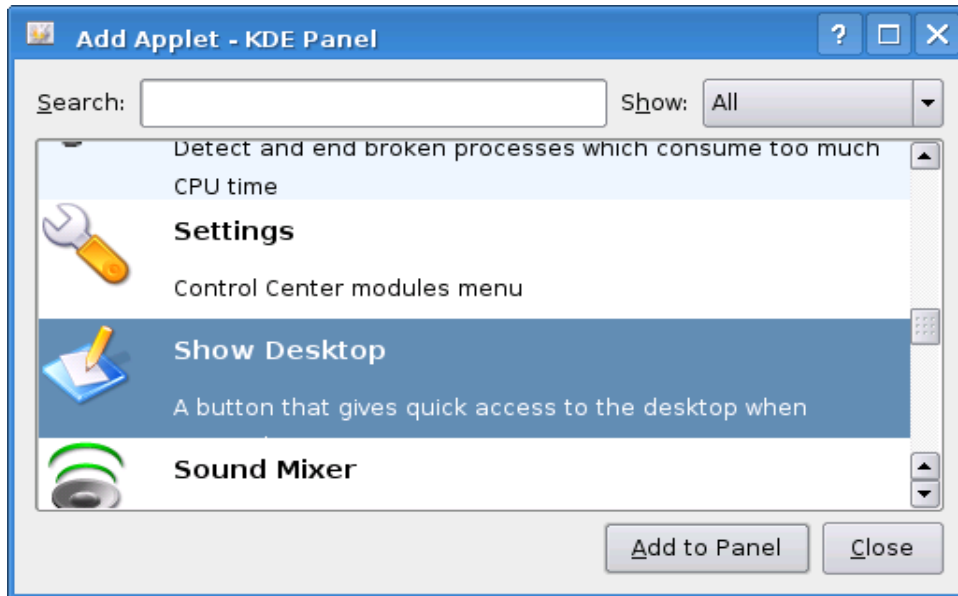 Add Applet - KDE Panel
?
Search:
Show: All
Detect and end broken processes which consume too much
CPU time
Settings
Control Center modules menu
Show Desktop
A button that gives quick access to the desktop when
Sound Mixer
Add to Panel Close